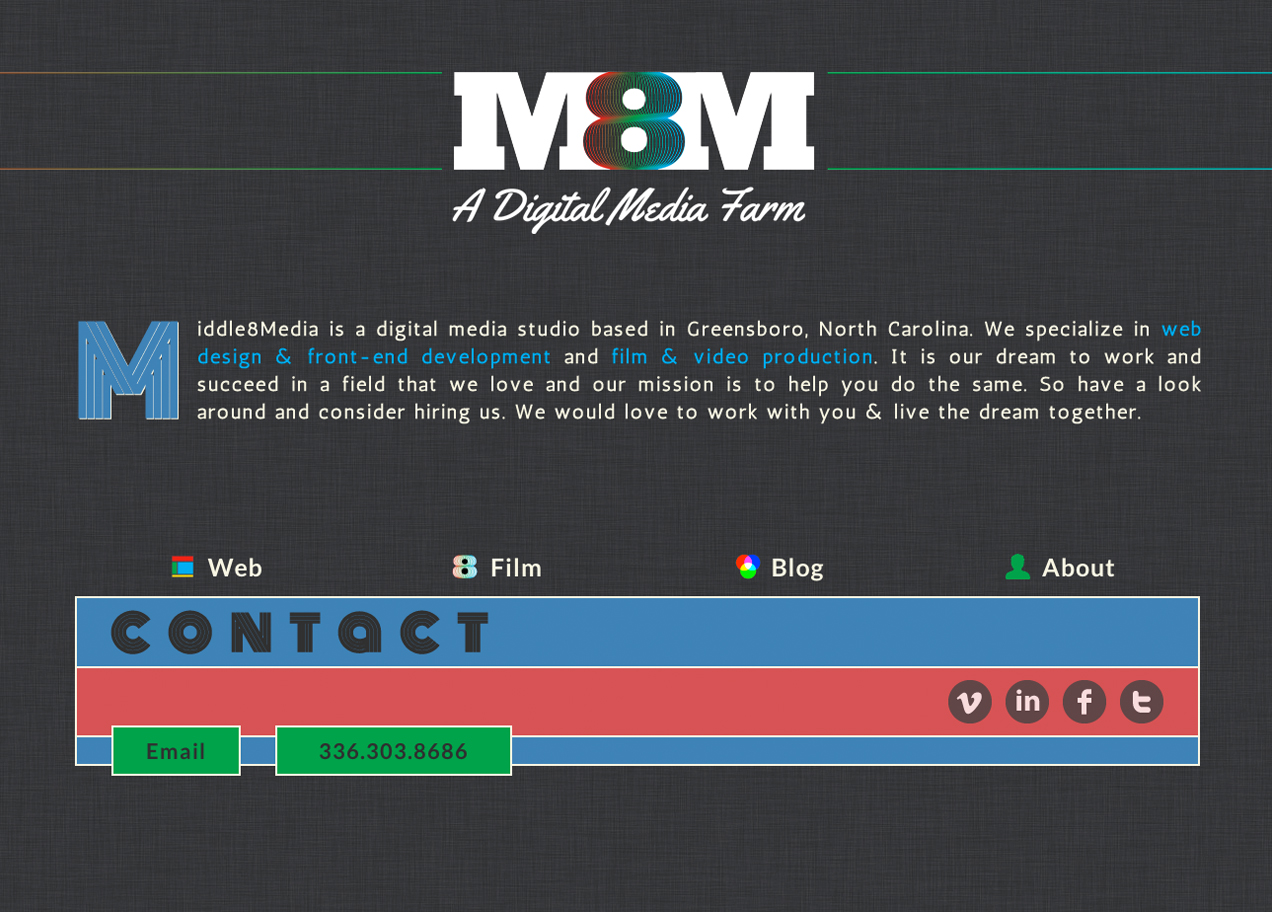 M8M
A Digital Media Farm
Middle8Media is a digital media studio based in Greensboro, North Carolina. We specialize in web
design & front-end development and film & video production. It is our dream to work and
succeed in a field that we love and our mission is to help you do the same. So have a look
around and consider hiring us. We would love to work with you & live the dream together.
Web Film Blog About
CONTaCT
in f t
Email 336.303.8686